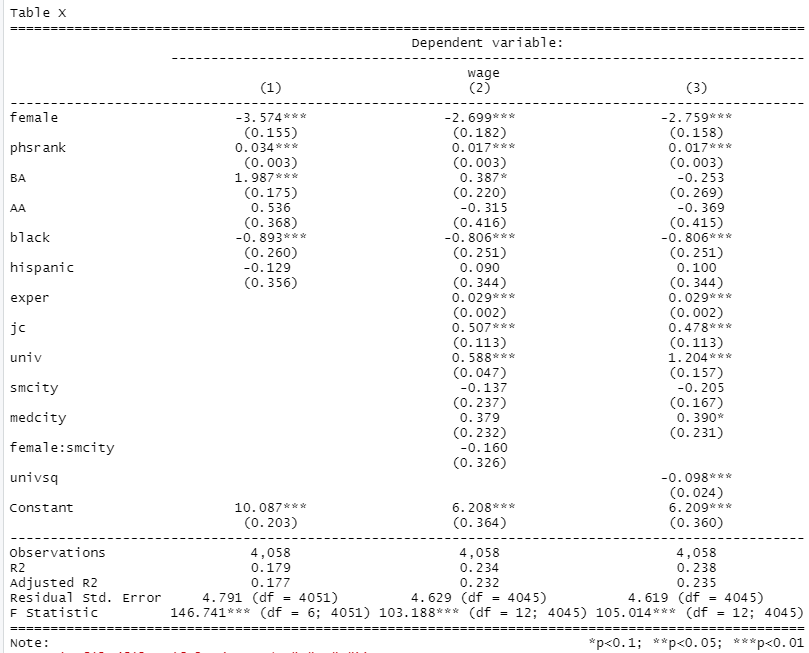 Table X
==========================================================================================
Dependent variable:
-----------------------------------------------------------------------
wage
(1) (2) (3)
------------------------------------------------------------------------------------------
female -3.574*** -2.699*** -2.759***
(0.155) (0.182) (0.158)
phsrank 0.034*** 0.017*** 0.017***
(0.003) (0.003) (0.003)
BA 1.987*** 0.387* -0.253
(0.175) (0.220) (0.269)
AA 0.536 -0.315 -0.369
(0.368) (0.416) (0.415)
black -0.893*** -0.806*** -0.806***
(0.260) (0.251) (0.251)
hispanic -0.129 0.090 0.100
(0.356) (0.344) (0.344)
exper 0.029*** 0.029***
(0.002) (0.002)
jc 0.507*** 0.478***
(0.113) (0.113)
univ 0.588*** 1.204***
(0.047) (0.157)
smcity -0.137 -0.205
(0.237) (0.167)
medcity 0.379 0.390*
(0.232) (0.231)
female:smcity -0.160
(0.326)
univsq -0.098***
(0.024)
Constant 10.087*** 6.208*** 6.209***
(0.203) (0.364) (0.360)
------------------------------------------------------------------------------------------
Observations 4,058 4,058 4,058
R2 0.179 0.234 0.238
Adjusted R2 0.177 0.232 0.235
Residual Std. Error 4.791 (df = 4051) 4.629 (df = 4045) 4.619 (df = 4045)
F Statistic 146.741*** (df = 6; 4051) 103.188*** (df = 12; 4045) 105.014*** (df = 12; 4045)
==========================================================================================
Note: *p<0.1; **p<0.05; ***p<0.01